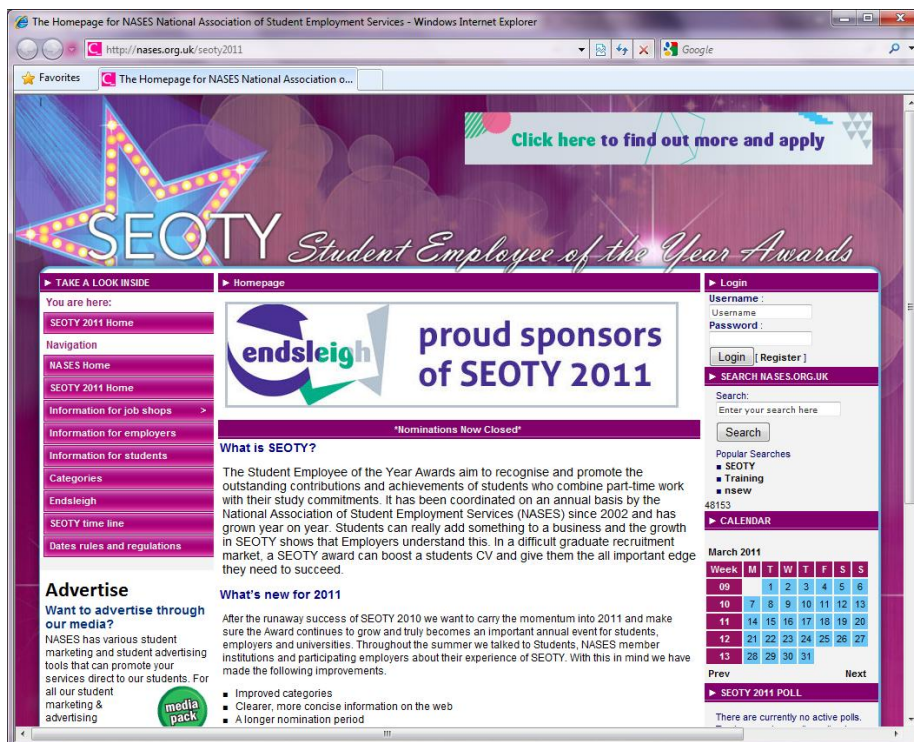 The Homepage for NASES National Association of Student Employment Services - Windows Internet Explorer
http://nases.org.uk/seoty2011
Google
Favorites
The Homepage for NASES National Association o...
Click here to find out more and apply
SEOTY Student Employee of the Year Awards
TAKE A LOOK INSIDE
You are here:
SEOTY 2011 Home
Navigation
NASES Home
SEOTY 2011 Home
Information for job shops >
Information for employers
Information for students
Categories
Endsleigh
SEOTY time line
Dates rules and regulations
Advertise
Want to advertise through
our media?
NASES has various student
marketing and student advertising
tools that can promote your
services direct to our students. For
all our student
marketing &
advertising
media
pack
Homepage
endsleigh
proud sponsors
of SEOTY 2011
*Nominations Now Closed*
What is SEOTY?
The Student Employee of the Year Awards aim to recognise and promote the
outstanding contributions and achievements of students who combine part-time work
with their study commitments. It has been coordinated on an annual basis by the
National Association of Student Employment Services (NASES) since 2002 and has
grown year on year. Students can really add something to a business and the growth
in SEOTY shows that Employers understand this. In a difficult graduate recruitment
market, a SEOTY award can boost a students CV and give them the all important edge
they need to succeed.
What's new for 2011
After the runaway success of SEOTY 2010 we want to carry the momentum into 2011 and make
sure the Award continues to grow and truly becomes an important annual event for students,
employers and universities. Throughout the summer we talked to Students, NASES member
institutions and participating employers about their experience of SEOTY. With this in mind we have
made the following improvements.
Improved categories
Clearer, more concise information on the web
A longer nomination period
Login
Username :
Username
Password :
Login [ Register ]
SEARCH NASES.ORG.UK
Search:
Enter your search here
Search
Popular Searches
SEOTY
Training
nsew
48153
CALENDAR
March 2011
Week M T W T F S S
09 1 2 3 4 5 6
10 7 8 9 10 11 12 13
11 14 15 16 17 18 19 20
12 21 22 23 24 25 26 27
13 28 29 30 31
Prev Next
SEOTY 2011 POLL
There are currently no active polls.